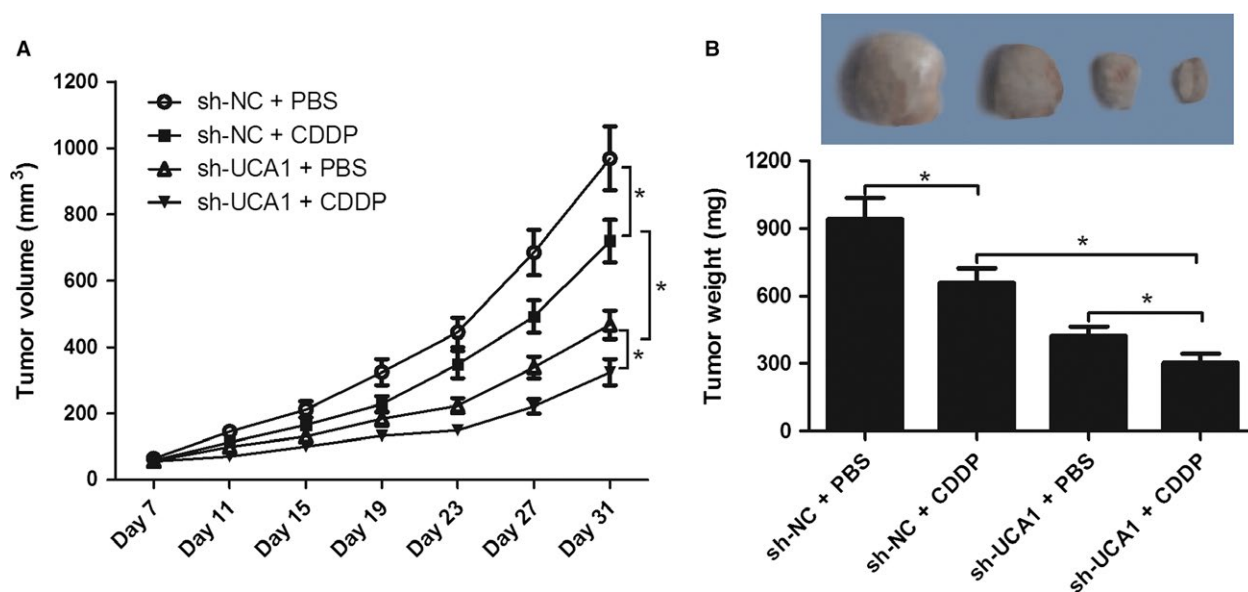 A
Tumor volume (mm³)
1200
1000
800
600
400
200
0
sh-NC + PBS
sh-NC + CDDP
sh-UCA1 + PBS
sh-UCA1 + CDDP
*
*
*
Day 7
Day 11
Day 15
Day 19
Day 23
Day 27
Day 31
B
Tumor weight (mg)
1200
900
600
300
0
*
*
*
sh-NC + PBS
sh-NC + CDDP
sh-UCA1 + PBS
sh-UCA1 + CDDP